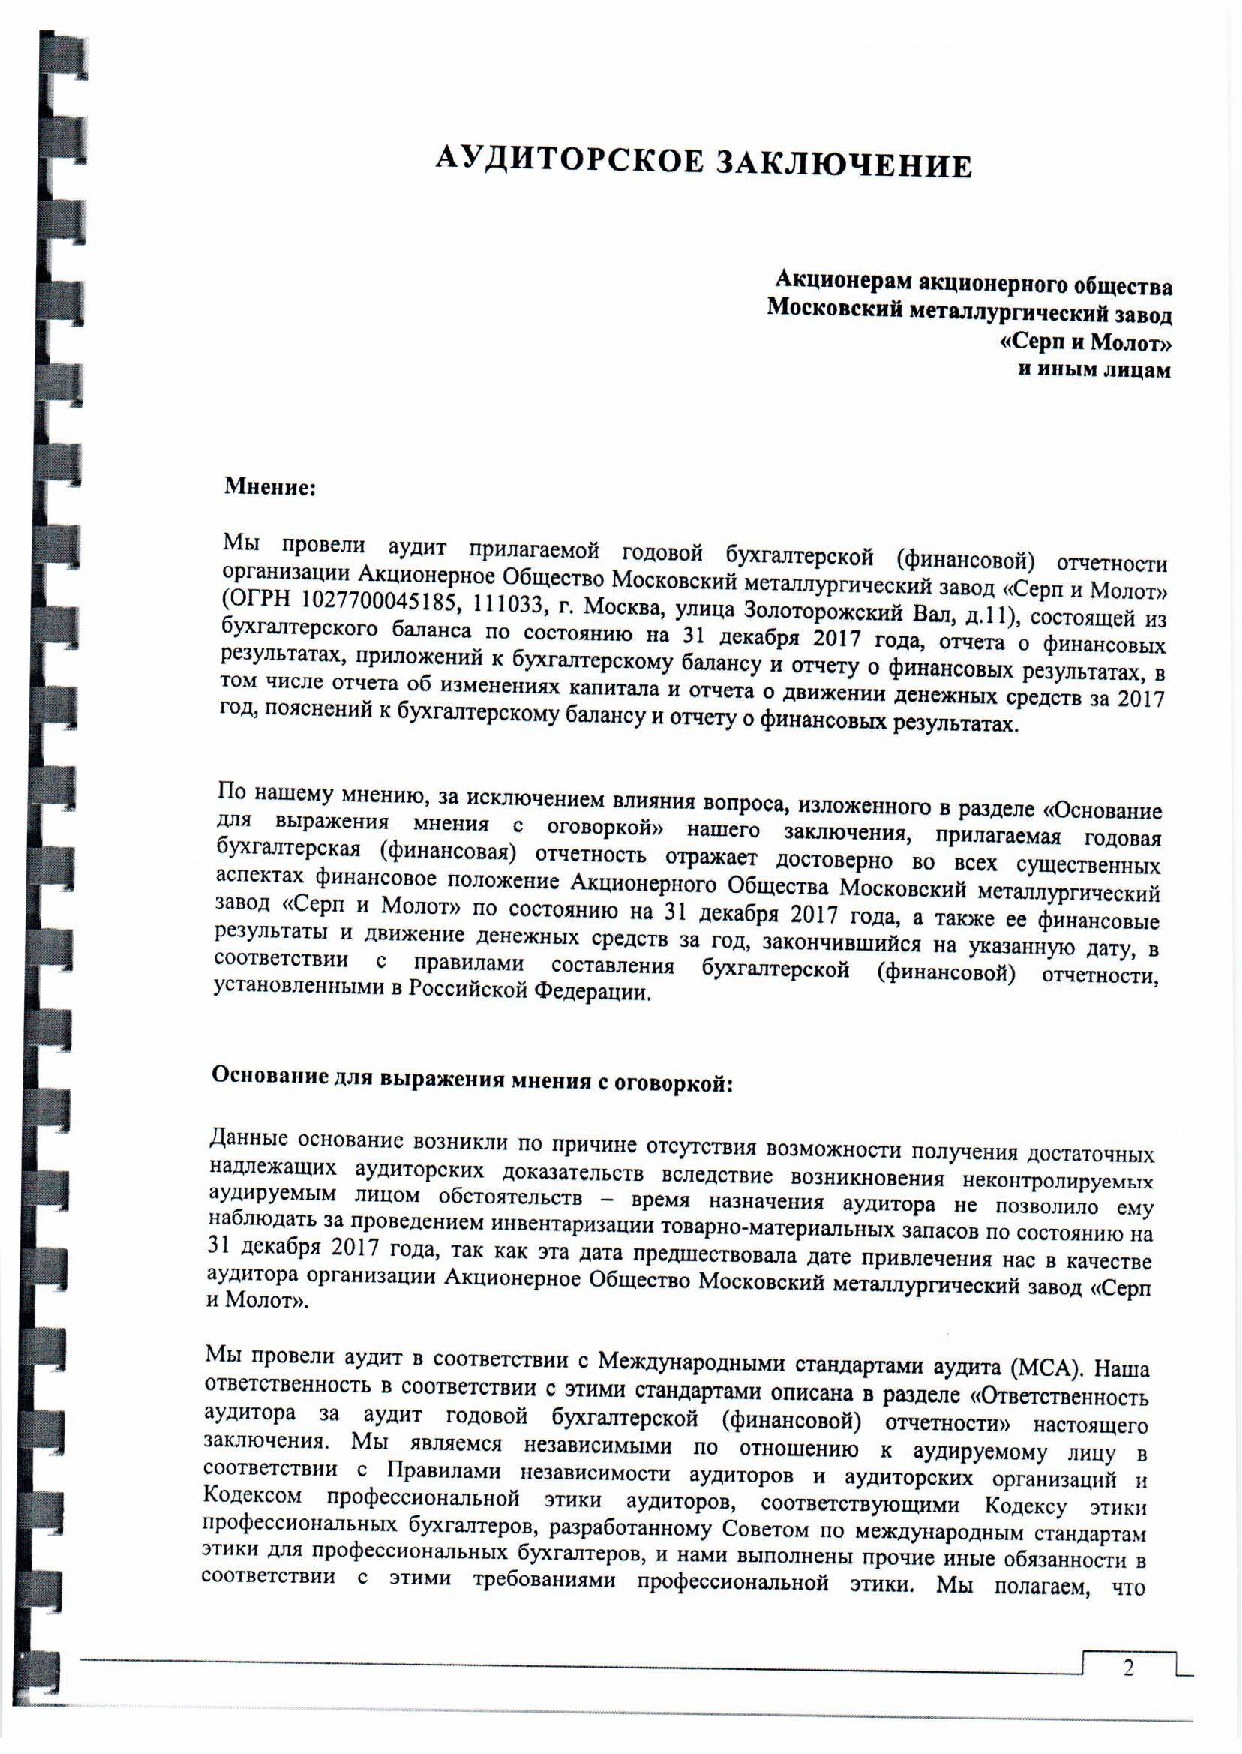 АУДИТОРСКОЕ ЗАКЛЮЧЕНИЕ
Акционерам акционерного общества
Московский металлургический завод
«Серп и Молот»
и иным лицам
Мнение:
Мы провели аудит прилагаемой годовой бухгалтерской (финансовой) отчетности
организации Акционерное Общество Московский металлургический завод «Серп и Молот»
(ОГРН 1027700045185, 111033, г. Москва, улица Золоторожский Вал, д.11), состоящей из
бухгалтерского баланса по состоянию на 31 декабря 2017 года, отчета о финансовых
результатах, приложений к бухгалтерскому балансу и отчету о финансовых результатах, в
том числе отчета об изменениях капитала и отчета о движении денежных средств за 2017
год, пояснений к бухгалтерскому балансу и отчету о финансовых результатах.
По нашему мнению, за исключением влияния вопроса, изложенного в разделе «Основание
для выражения мнения с оговоркой» нашего заключения, прилагаемая годовая
бухгалтерская (финансовая) отчетность отражает достоверно во всех существенных
аспектах финансовое положение Акционерного Общества Московский металлургический
завод «Серп и Молот» по состоянию на 31 декабря 2017 года, а также ее финансовые
результаты и движение денежных средств за год, закончившийся на указанную дату, в
соответствии с правилами составления бухгалтерской (финансовой) отчетности,
установленными в Российской Федерации.
Основание для выражения мнения с оговоркой:
Данные основание возникли по причине отсутствия возможности получения достаточных
надлежащих аудиторских доказательств вследствие возникновения неконтролируемых
аудируемым лицом обстоятельств – время назначения аудитора не позволило ему
наблюдать за проведением инвентаризации товарно-материальных запасов по состоянию на
31 декабря 2017 года, так как эта дата предшествовала дате привлечения нас в качестве
аудитора организации Акционерное Общество Московский металлургический завод «Серп
и Молот».
Мы провели аудит в соответствии с Международными стандартами аудита (МСА). Наша
ответственность в соответствии с этими стандартами описана в разделе «Ответственность
аудитора за аудит годовой бухгалтерской (финансовой) отчетности» настоящего
заключения. Мы являемся независимыми по отношению к аудируемому лицу в
соответствии с Правилами независимости аудиторов и аудиторских организаций и
Кодексом профессиональной этики аудиторов, соответствующими Кодексу этики
профессиональных бухгалтеров, разработанному Советом по международным стандартам
этики для профессиональных бухгалтеров, и нами выполнены прочие иные обязанности в
соответствии с этими требованиями профессиональной этики. Мы полагаем, что
2